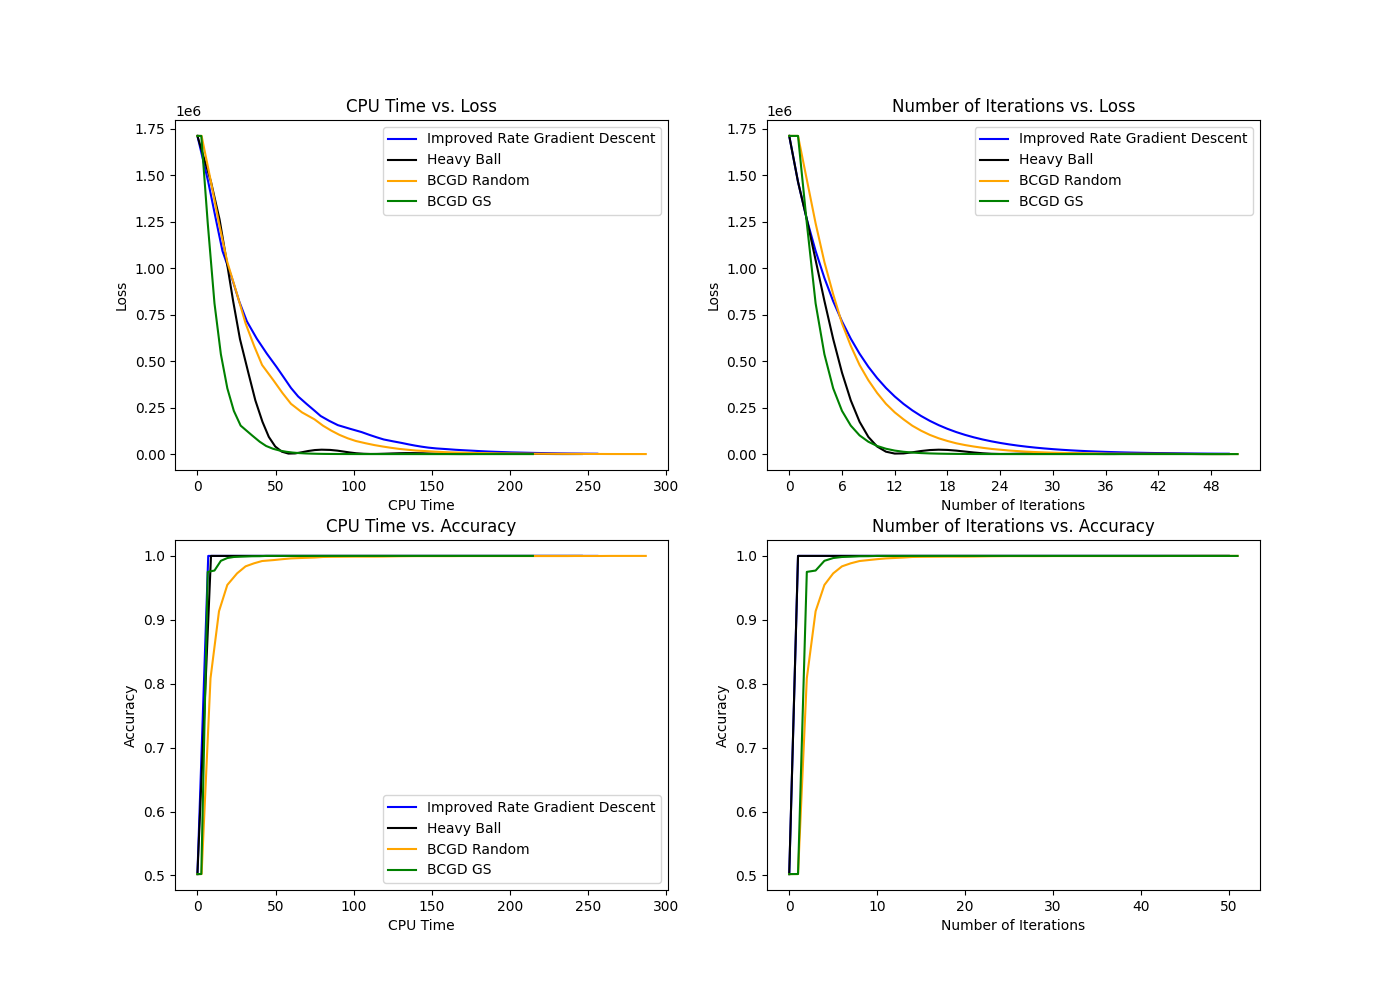 CPU Time vs. Loss
1e6
1.75
1.50
1.25
1.00
0.75
0.50
0.25
0.00
Loss
Improved Rate Gradient Descent
Heavy Ball
BCGD Random
BCGD GS
0 50 100 150 200 250 300
CPU Time
Number of Iterations vs. Loss
1e6
1.75
1.50
1.25
1.00
0.75
0.50
0.25
0.00
Loss
Improved Rate Gradient Descent
Heavy Ball
BCGD Random
BCGD GS
0 6 12 18 24 30 36 42 48
Number of Iterations
CPU Time vs. Accuracy
1.0
0.9
0.8
0.7
0.6
0.5
Accuracy
Improved Rate Gradient Descent
Heavy Ball
BCGD Random
BCGD GS
0 50 100 150 200 250 300
CPU Time
Number of Iterations vs. Accuracy
1.0
0.9
0.8
0.7
0.6
0.5
Accuracy
0 10 20 30 40 50
Number of Iterations